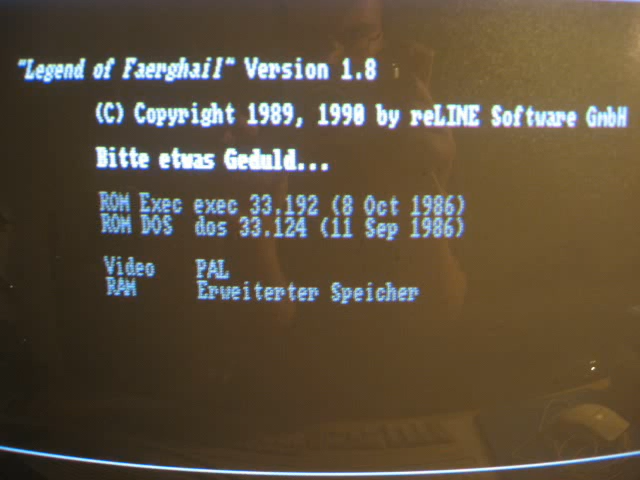 "Legend of Faerghail" Version 1.8
(C) Copyright 1989, 1990 by reLINE Software GmbH
Bitte etwas Geduld...
ROM Exec exec 33.192 (8 Oct 1986)
ROM DOS dos 33.124 (11 Sep 1986)
Video PAL
RAM Erweiterter Speicher